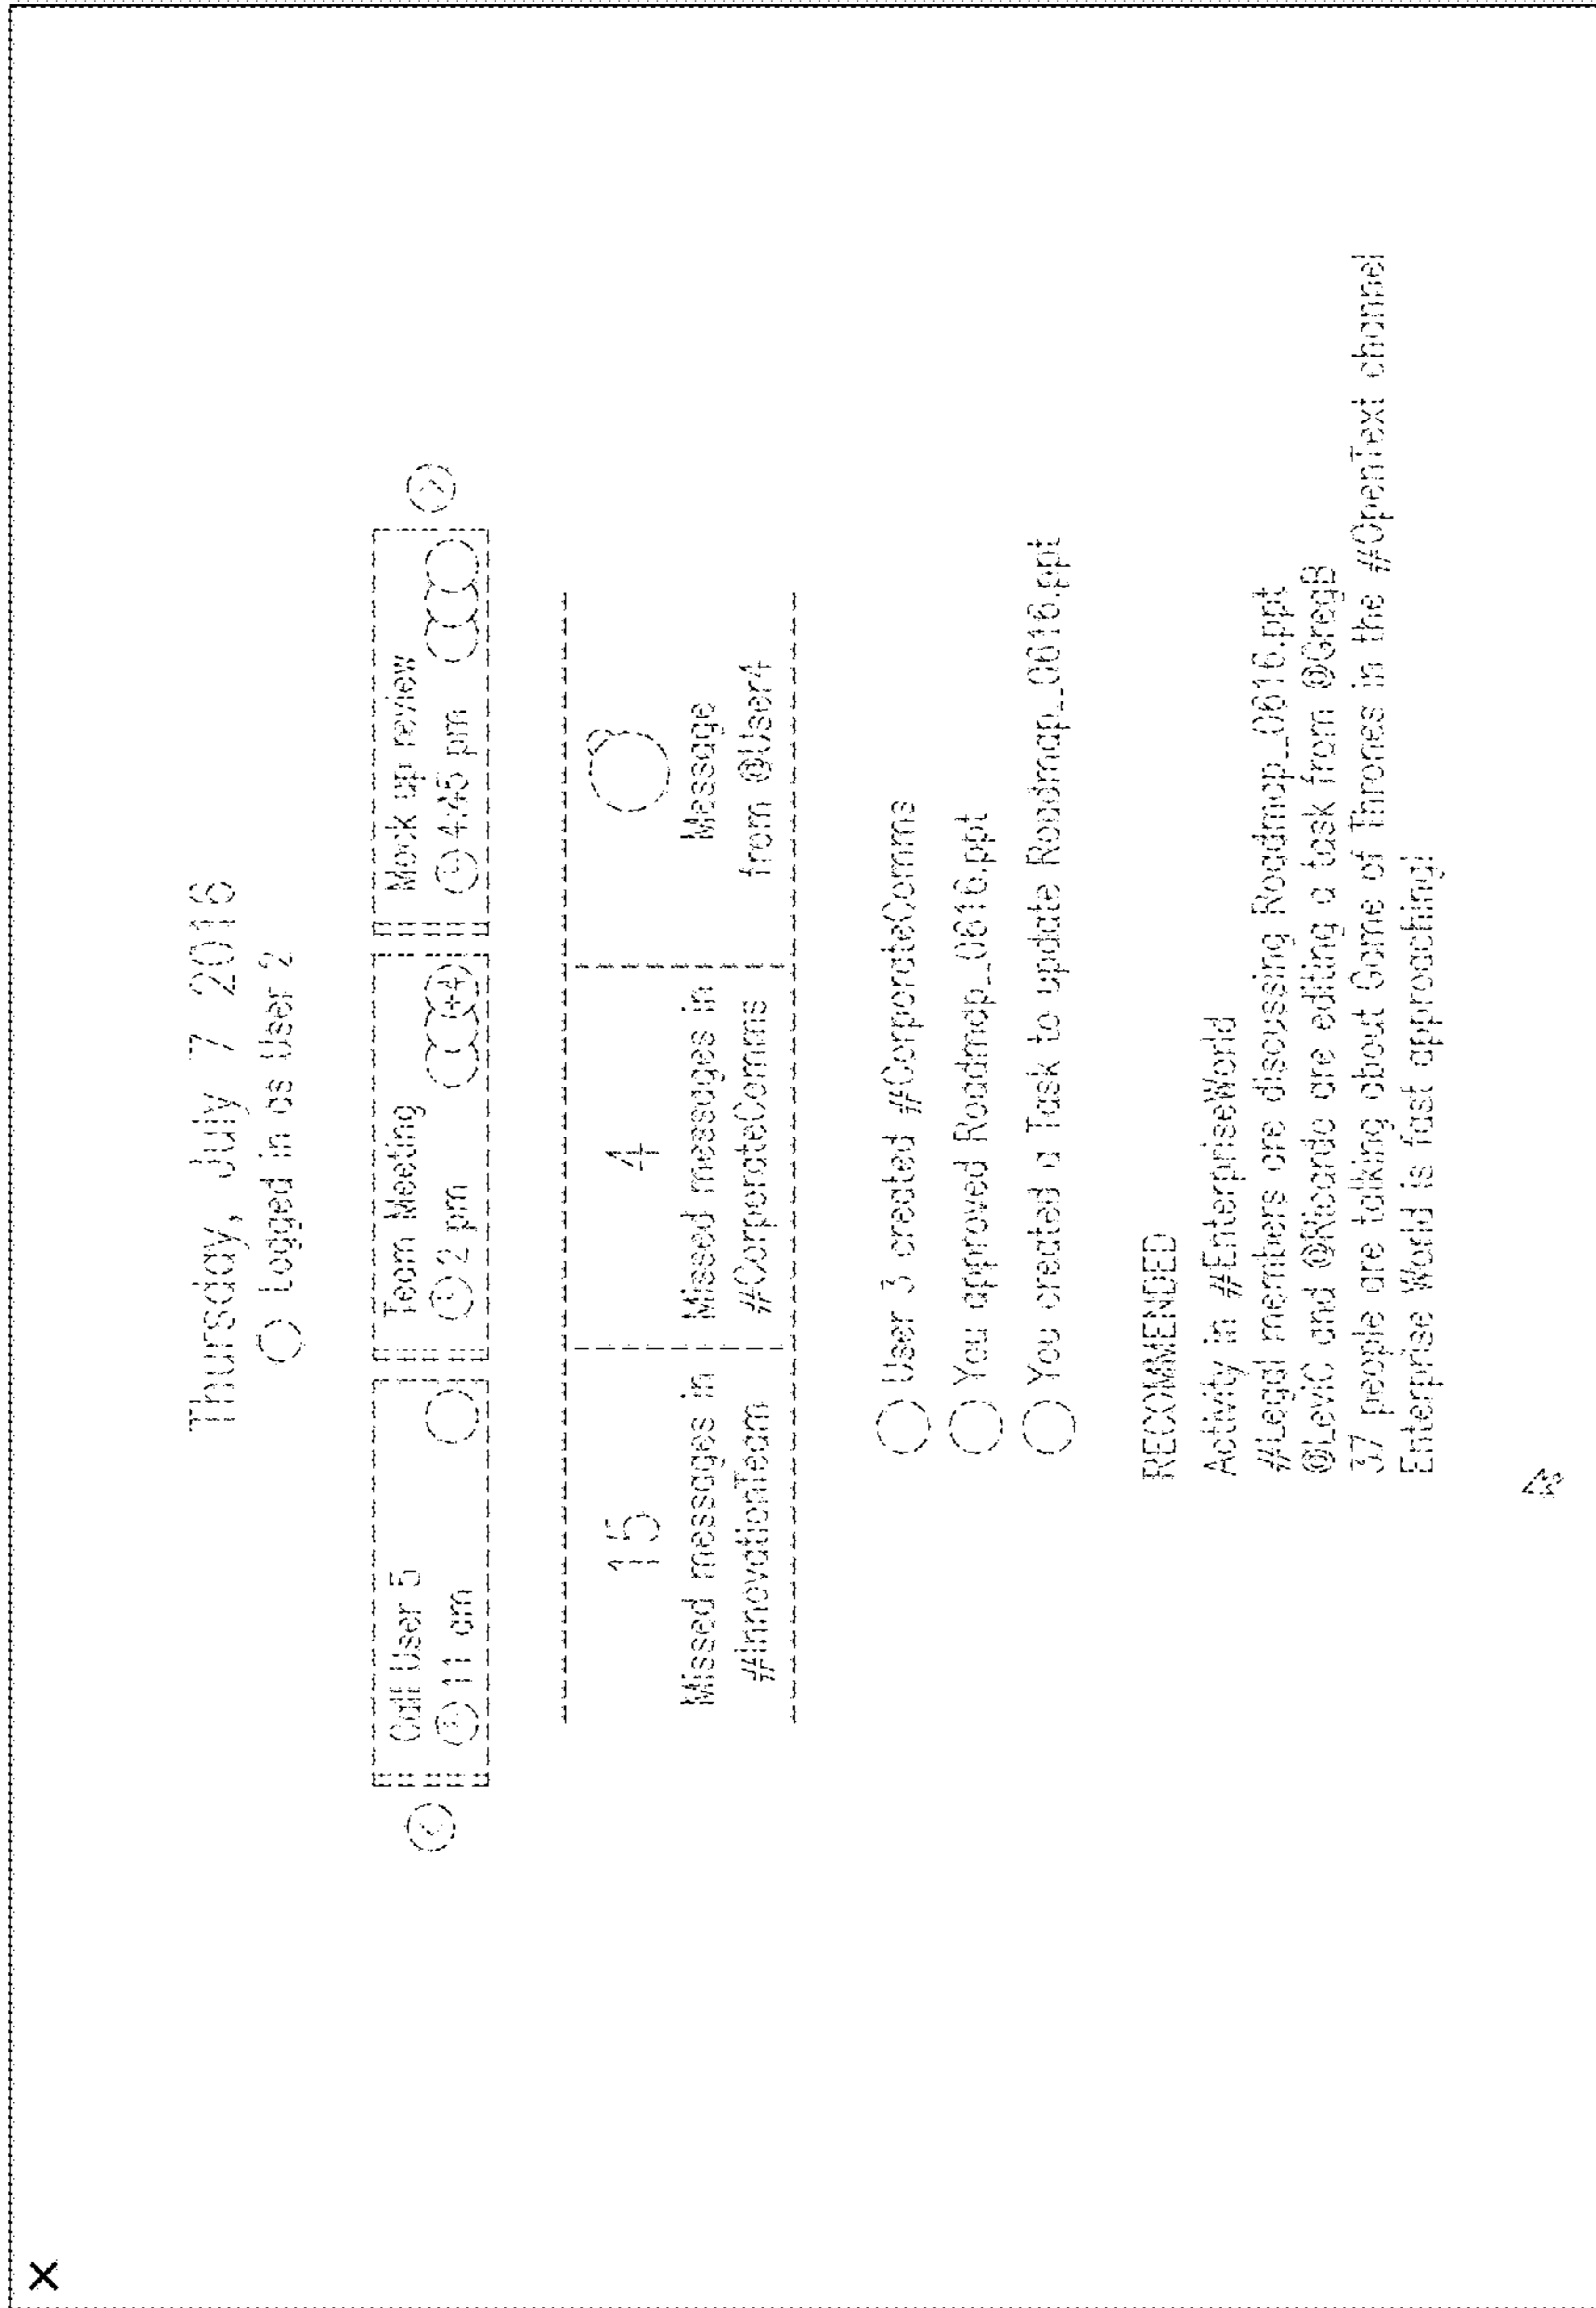 Thursday, July 7 2016
Logged in as User 2
Call User 5
11 am
Team Meeting
2 pm
+4
Mock up review
4:45 pm
15
Missed messages in
#InnovationTeam
4
Missed messages in
#CorporateComms
Message
from @User4
User 3 created #CorporateComms
You approved Roadmap_0616.ppt
You created a Task to update Roadmap_0616.ppt
RECOMMENDED
Activity in #EnterpriseWorld
#Legal members are discussing Roadmap_0616.ppt
@LeviC and @Ricardo are editing a task from @GregB
37 people are talking about Game of Thrones in the #OpenText channel
Enterprise World is fast approaching!